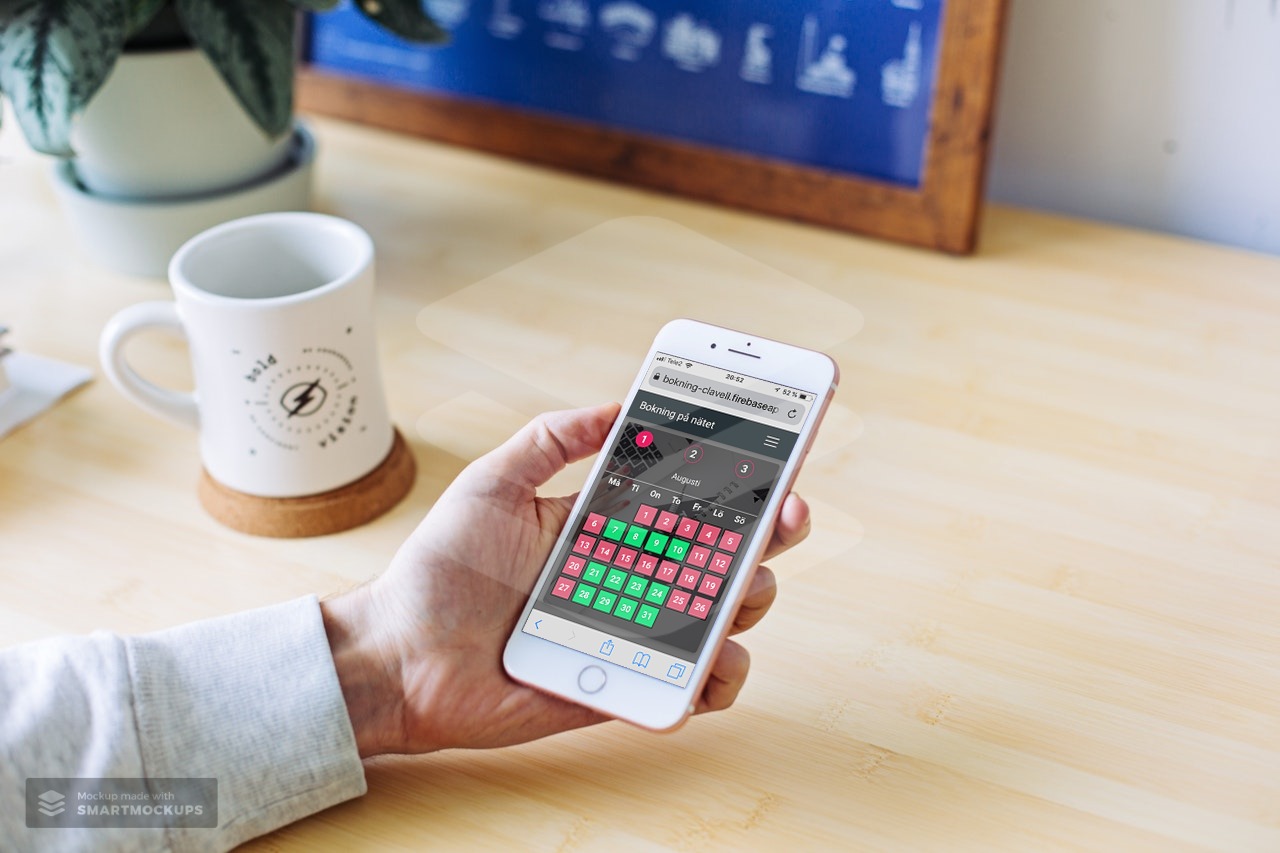 bold
vision
Tele2
20:52
52 %
bokning-clavell.firebaseap
Bokning på nätet
1
2
3
Augusti
Må Ti On To Fr Lö Sö
1 2 3 4 5
6 7 8 9 10 11 12
13 14 15 16 17 18 19
20 21 22 23 24 25 26
27 28 29 30 31
Mockup made with
SMARTMOCKUPS